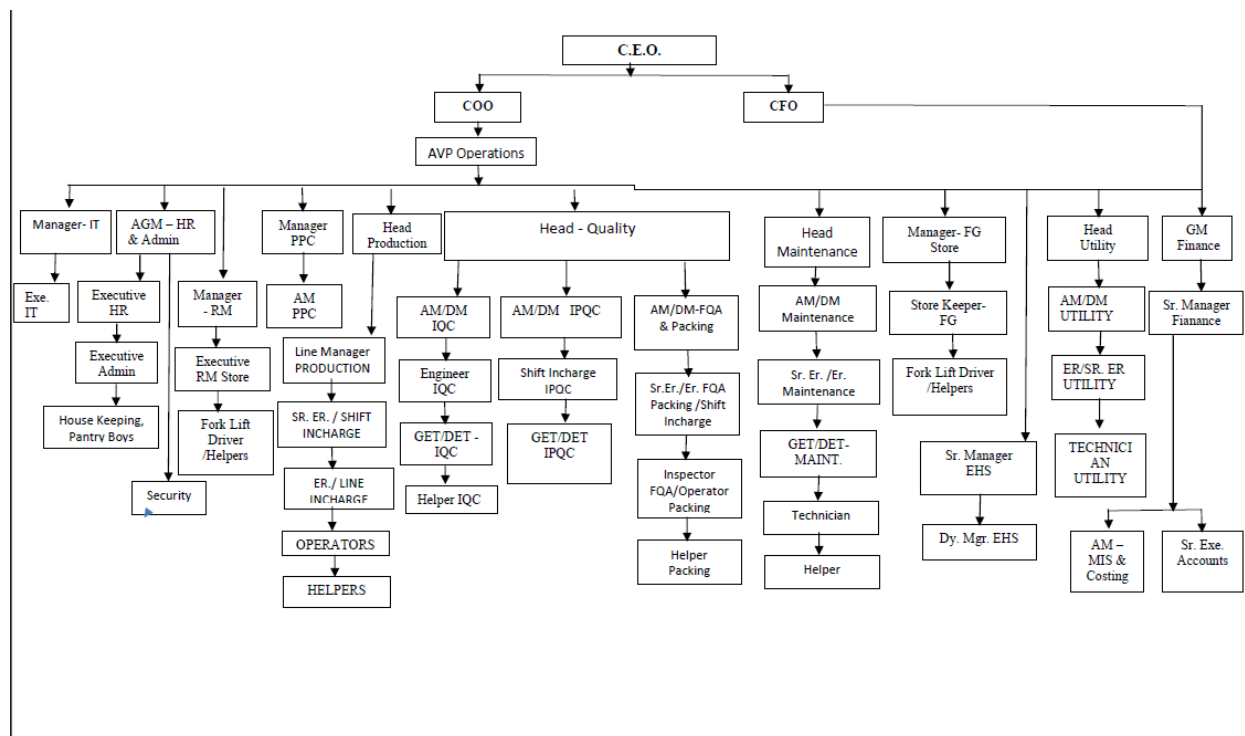 C.E.O.
COO
CFO
AVP Operations
Manager- IT
AGM – HR
& Admin
Manager
PPC
Head
Production
Head - Quality
Head
Maintenance
Manager- FG
Store
Head
Utility
GM
Finance
Exe.
IT
Executive
HR
Manager
- RM
AM
PPC
AM/DM
IQC
AM/DM IPQC
AM/DM-FQA
& Packing
AM/DM
Maintenance
Store Keeper-
FG
AM/DM
UTILITY
Sr. Manager
Fianance
Executive
Admin
Executive
RM Store
Line Manager
PRODUCTION
Engineer
IQC
Shift Incharge
IPQC
Sr.Er./Er. FQA
Packing /Shift
Incharge
Sr. Er. /Er.
Maintenance
Fork Lift Driver
/Helpers
ER/SR. ER
UTILITY
House Keeping,
Pantry Boys
Fork Lift
Driver
/Helpers
SR. ER. / SHIFT
INCHARGE
GET/DET -
IQC
GET/DET
IPQC
GET/DET-
MAINT.
Sr. Manager
EHS
TECHNICI
AN
UTILITY
Security
ER./ LINE
INCHARGE
Helper IQC
Inspector
FQA/Operator
Packing
Technician
Dy. Mgr. EHS
OPERATORS
Helper
Packing
Helper
AM –
MIS &
Costing
Sr. Exe.
Accounts
HELPERS